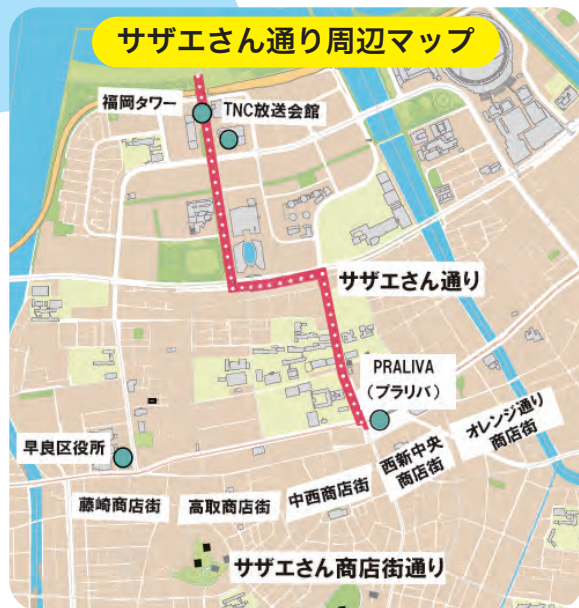 サザエさん通り周辺マップ
福岡タワー
TNC放送会館
サザエさん通り
PRALIVA
（プラリバ）
早良区役所
藤崎商店街
高取商店街
中西商店街
西新中央
商店街
オレンジ通り
商店街
サザエさん商店街通り